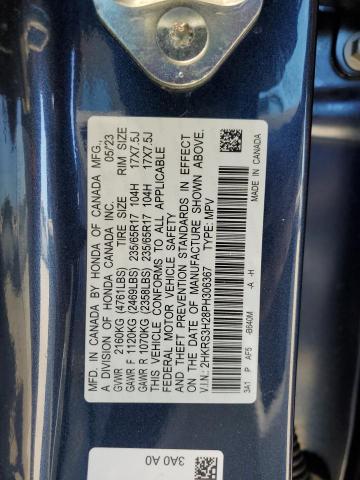 MFD. IN CANADA BY HONDA OF CANADA MFG.,
A DIVISION OF HONDA CANADA INC. 05/23
GVWR 2160KG (4761LBS) TIRE SIZE RIM SIZE
GAWR F 1120KG (2469LBS) 235/65R17 104H 17X7.5J
GAWR R 1070KG (2358LBS) 235/65R17 104H 17X7.5J
THIS VEHICLE CONFORMS TO ALL APPLICABLE
FEDERAL MOTOR VEHICLE SAFETY
AND THEFT PREVENTION STANDARDS IN EFFECT
ON THE DATE OF MANUFACTURE SHOWN ABOVE.
V.I.N.: 2HKRS3H28PH306367 TYPE: MPV
3A1 P AF5 -B640M -A -H MADE IN CANADA
3A0 A0